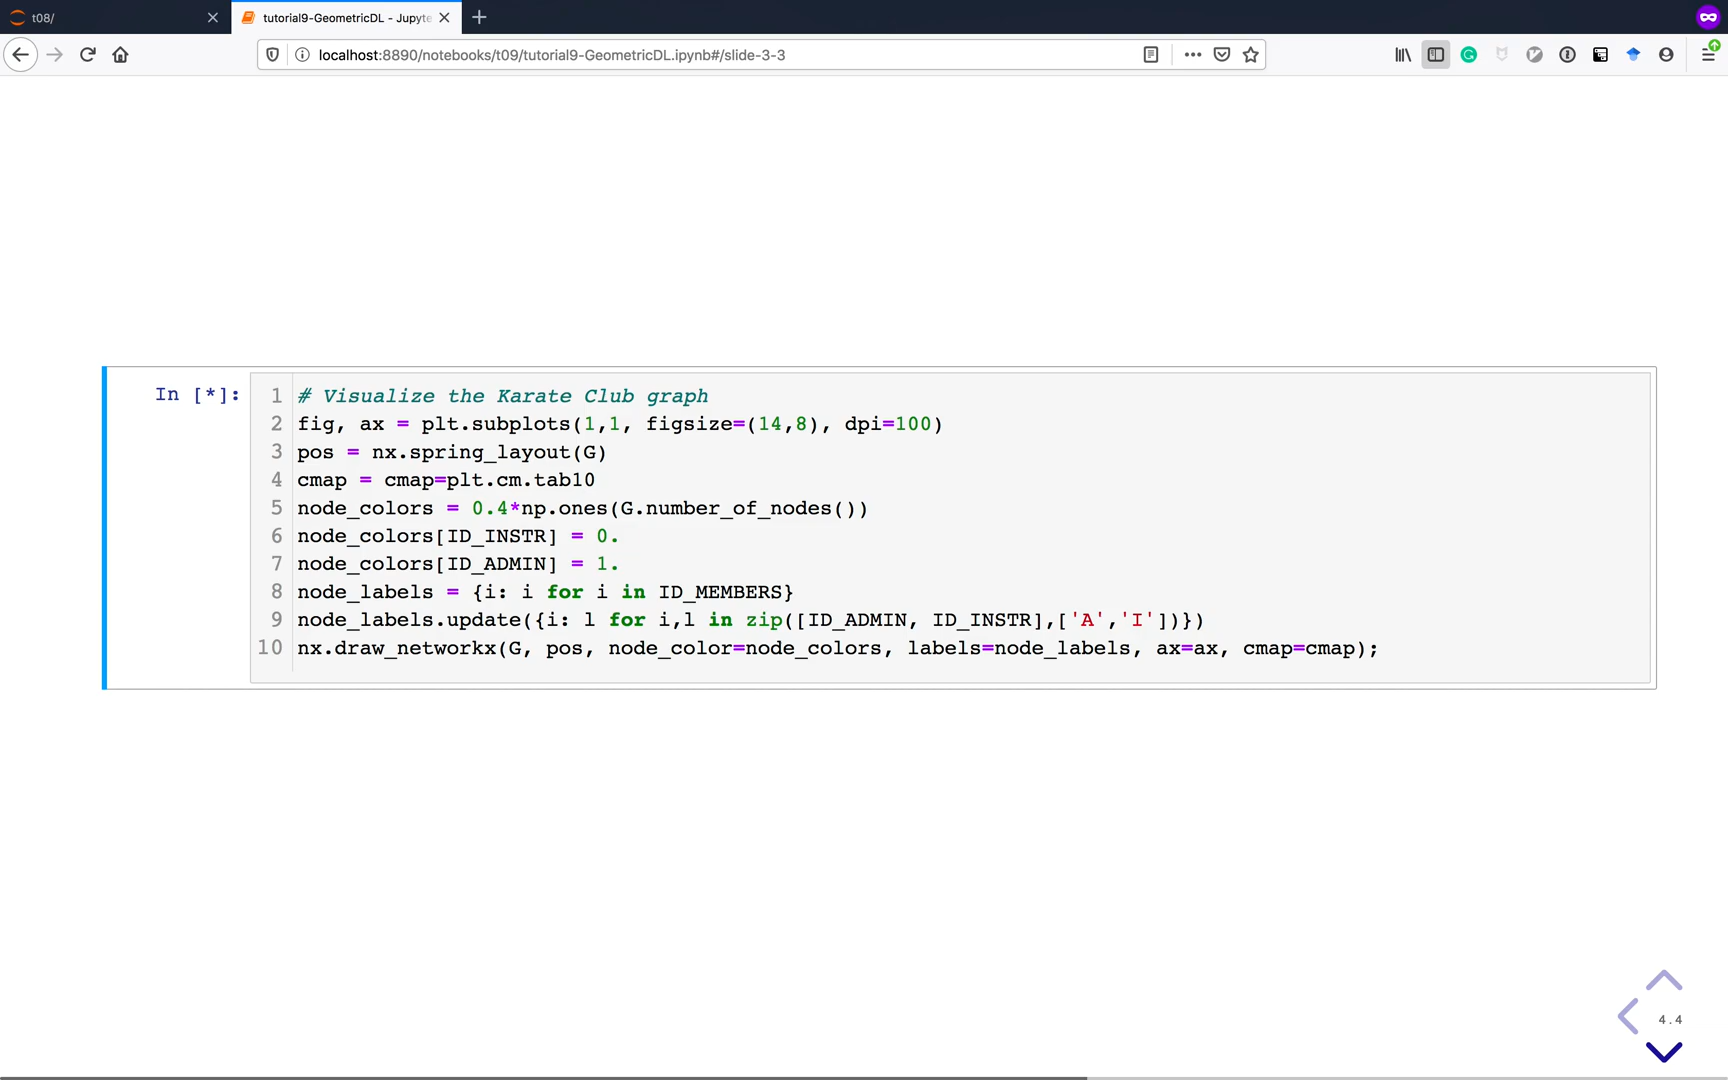 t08/
tutorial9-GeometricDL - Jupyte
localhost:8890/notebooks/t09/tutorial9-GeometricDL.ipynb#/slide-3-3
In [*]:
1 # Visualize the Karate Club graph
2 fig, ax = plt.subplots(1,1, figsize=(14,8), dpi=100)
3 pos = nx.spring_layout(G)
4 cmap = cmap=plt.cm.tab10
5 node_colors = 0.4*np.ones(G.number_of_nodes())
6 node_colors[ID_INSTR] = 0.
7 node_colors[ID_ADMIN] = 1.
8 node_labels = {i: i for i in ID_MEMBERS}
9 node_labels.update({i: l for i,l in zip([ID_ADMIN, ID_INSTR],['A','I'])})
10 nx.draw_networkx(G, pos, node_color=node_colors, labels=node_labels, ax=ax, cmap=cmap);
4.4